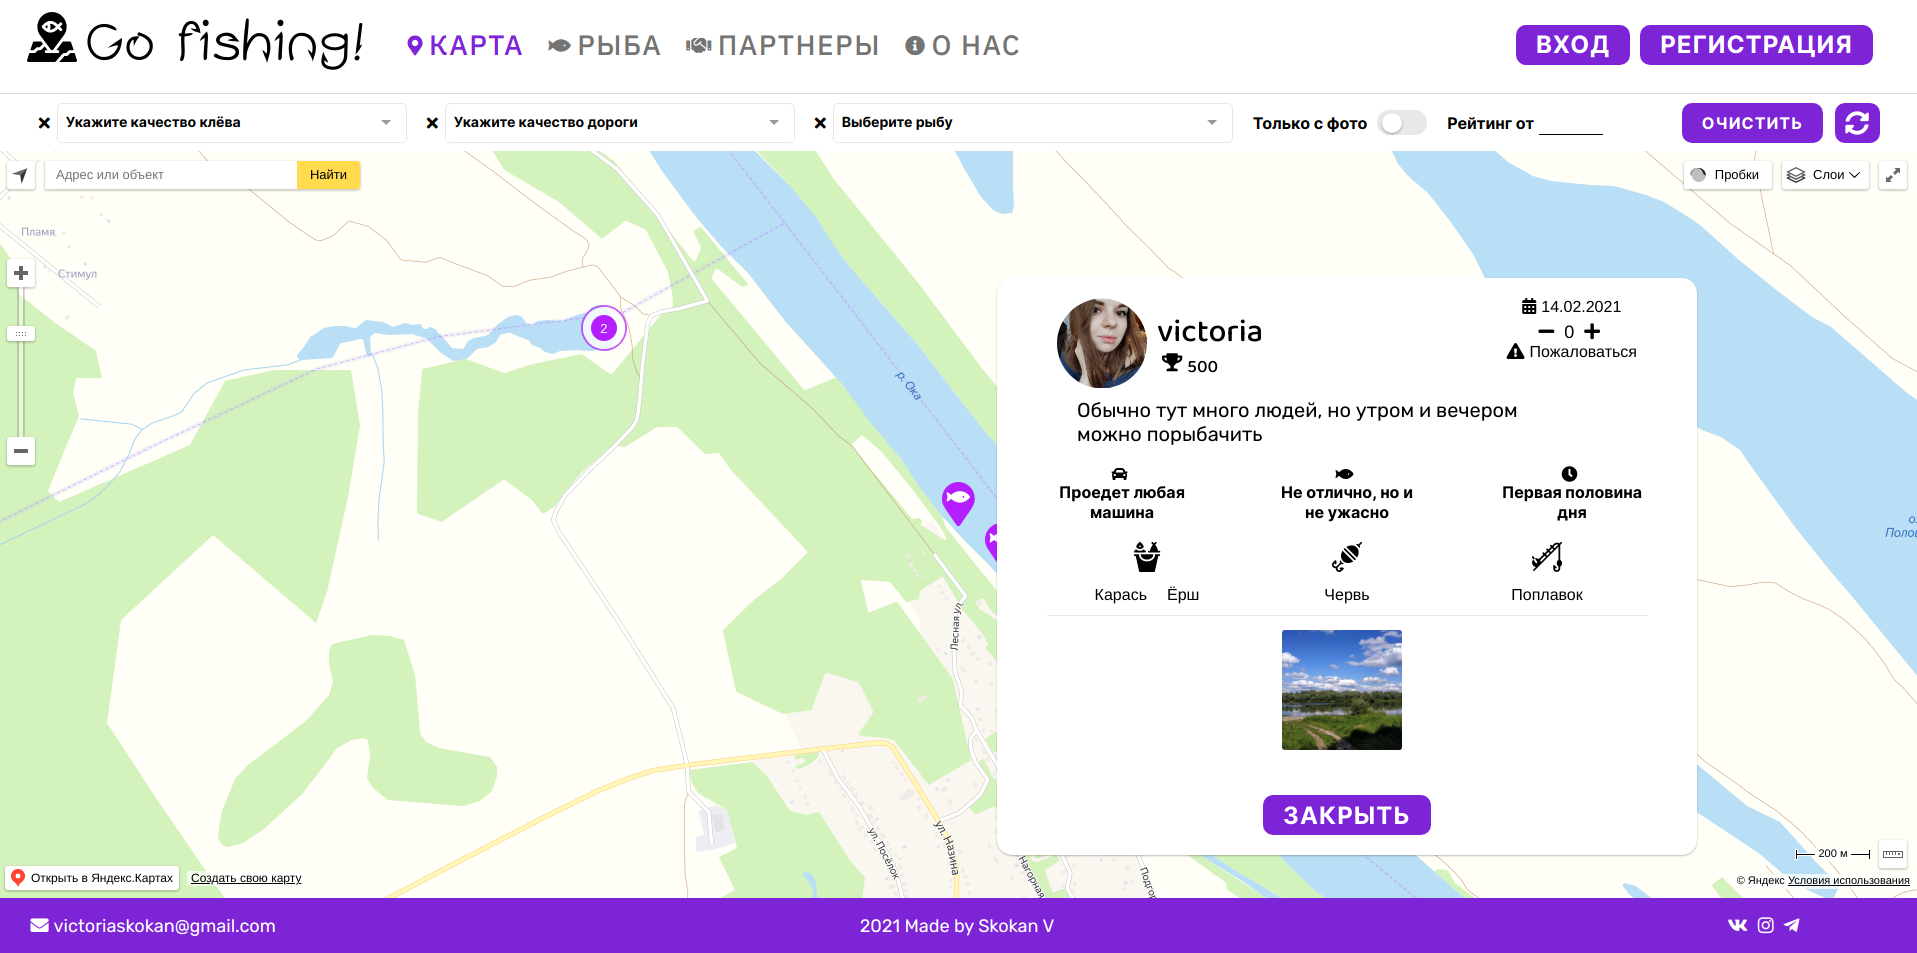 Go fishing!
КАРТА
РЫБА
ПАРТНЕРЫ
О НАС
ВХОД
РЕГИСТРАЦИЯ
Укажите качество клёва
Укажите качество дороги
Выберите рыбу
Только с фото
Рейтинг от
ОЧИСТИТЬ
Адрес или объект
Найти
Пробки
Слои
Пламя
Стимул
2
р. Ока
victoria
500
14.02.2021
0
Пожаловаться
Обычно тут много людей, но утром и вечером
можно порыбачить
Проедет любая
машина
Не отлично, но и
не ужасно
Первая половина
дня
Карась
Ёрш
Червь
Поплавок
Лесная ул.
ЗАКРЫТЬ
ул. Посёлок
ул. Назина
Нагорная
200 м
Открыть в Яндекс.Картах
Создать свою карту
© Яндекс Условия использования
victoriaskokan@gmail.com
2021 Made by Skokan V